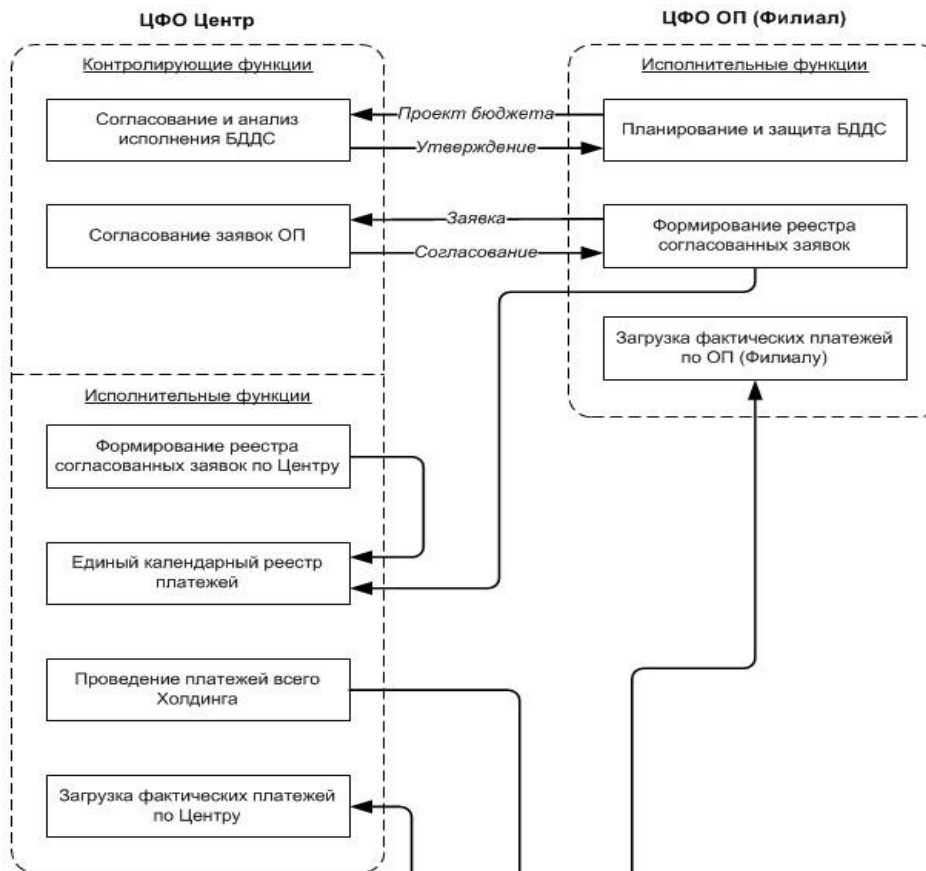 ЦФО Центр
ЦФО ОП (Филиал)
Контролирующие функции
Исполнительные функции
Согласование и анализ
исполнения БДДС
Проект бюджета
Утверждение
Планирование и защита БДДС
Согласование заявок ОП
Заявка
Согласование
Формирование реестра
согласованных заявок
Загрузка фактических платежей
по ОП (Филиалу)
Исполнительные функции
Формирование реестра
согласованных заявок по Центру
Единый календарный реестр
платежей
Проведение платежей всего
Холдинга
Загрузка фактических платежей
по Центру